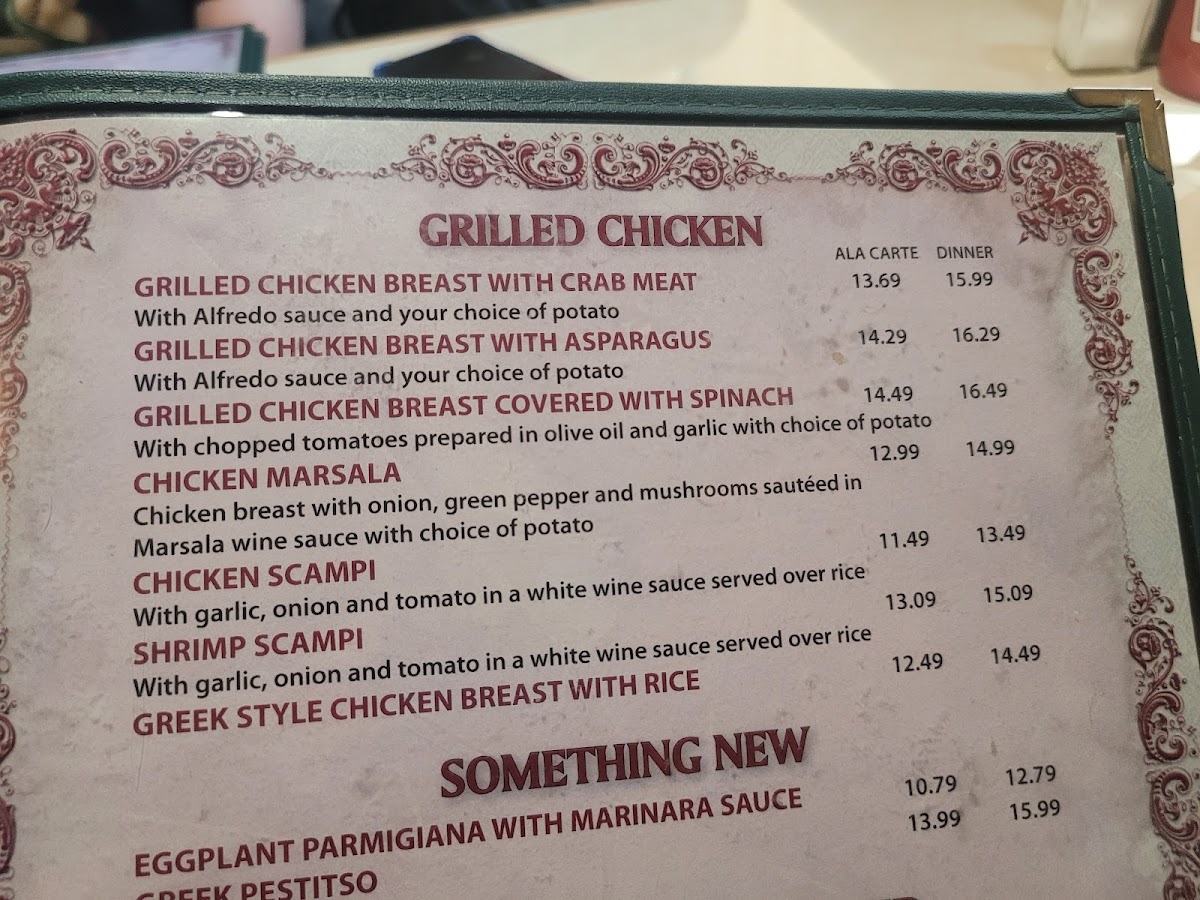 GRILLED CHICKEN
ALA CARTE DINNER
GRILLED CHICKEN BREAST WITH CRAB MEAT 13.69 15.99
With Alfredo sauce and your choice of potato
GRILLED CHICKEN BREAST WITH ASPARAGUS 14.29 16.29
With Alfredo sauce and your choice of potato
GRILLED CHICKEN BREAST COVERED WITH SPINACH 14.49 16.49
With chopped tomatoes prepared in olive oil and garlic with choice of potato
CHICKEN MARSALA 12.99 14.99
Chicken breast with onion, green pepper and mushrooms sautéed in
Marsala wine sauce with choice of potato
CHICKEN SCAMPI 11.49 13.49
With garlic, onion and tomato in a white wine sauce served over rice
SHRIMP SCAMPI 13.09 15.09
With garlic, onion and tomato in a white wine sauce served over rice
GREEK STYLE CHICKEN BREAST WITH RICE 12.49 14.49
SOMETHING NEW
EGGPLANT PARMIGIANA WITH MARINARA SAUCE 10.79 12.79
GREEK PESTITSO 13.99 15.99